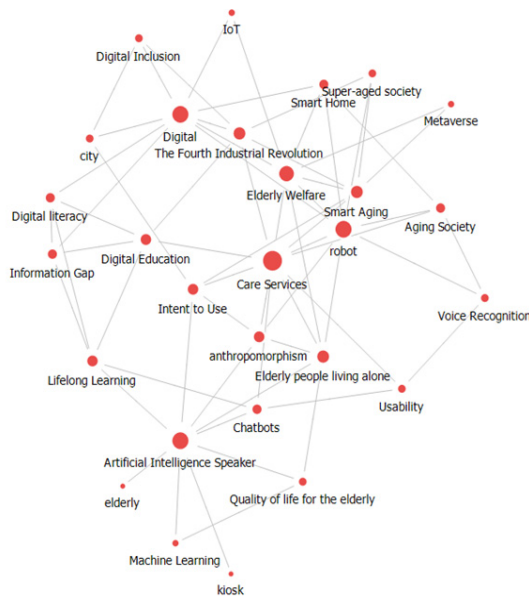 IoT
Digital Inclusion
Super-aged society
Smart Home
Metaverse
Digital
The Fourth Industrial Revolution
city
Elderly Welfare
Smart Aging
Digital literacy
Aging Society
robot
Information Gap
Digital Education
Care Services
Intent to Use
Voice Recognition
anthropomorphism
Elderly people living alone
Lifelong Learning
Usability
Chatbots
Artificial Intelligence Speaker
elderly
Quality of life for the elderly
Machine Learning
kiosk